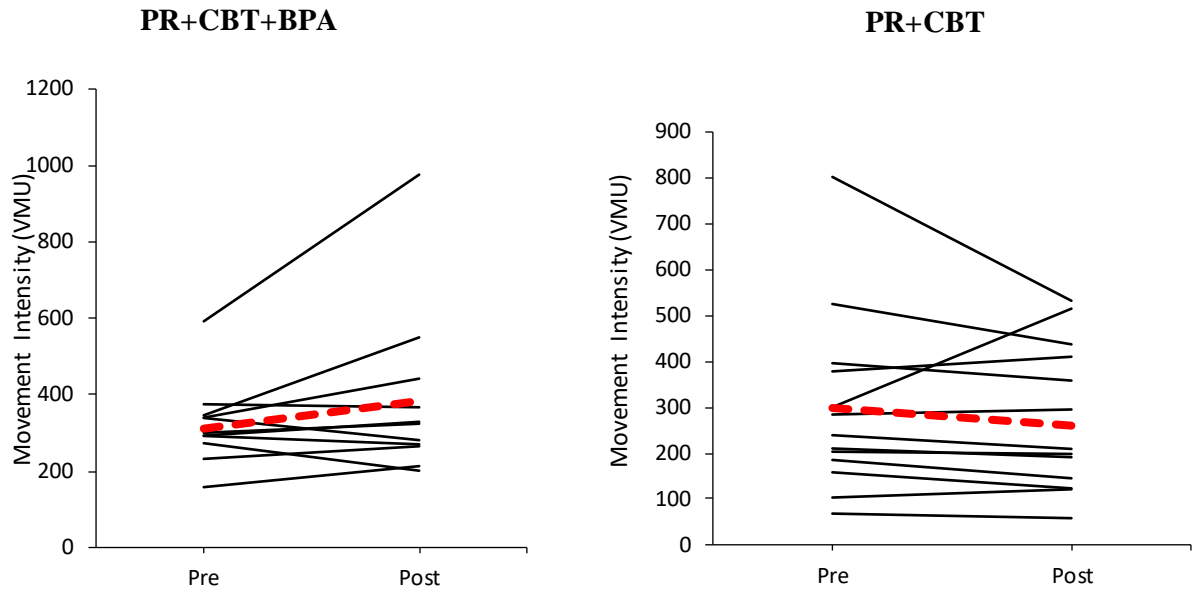 PR+CBT+BPA
1200
1000
800
600
400
200
0
Movement Intensity (VMU)
Pre
Post
PR+CBT
900
800
700
600
500
400
300
200
100
0
Movement Intensity (VMU)
Pre
Post